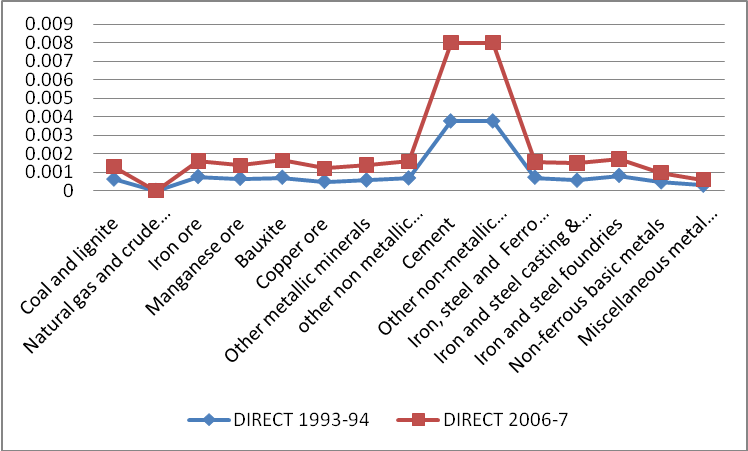 0.009
0.008
0.007
0.006
0.005
0.004
0.003
0.002
0.001
0
Coal and lignite
Natural gas and crude...
Iron ore
Manganese ore
Bauxite
Copper ore
Other metallic minerals
other non metallic...
Cement
Other non-metallic...
Iron, steel and Ferro...
Iron and steel casting &...
Iron and steel foundries
Non-ferrous basic metals
Miscellaneous metal...
DIRECT 1993-94
DIRECT 2006-7